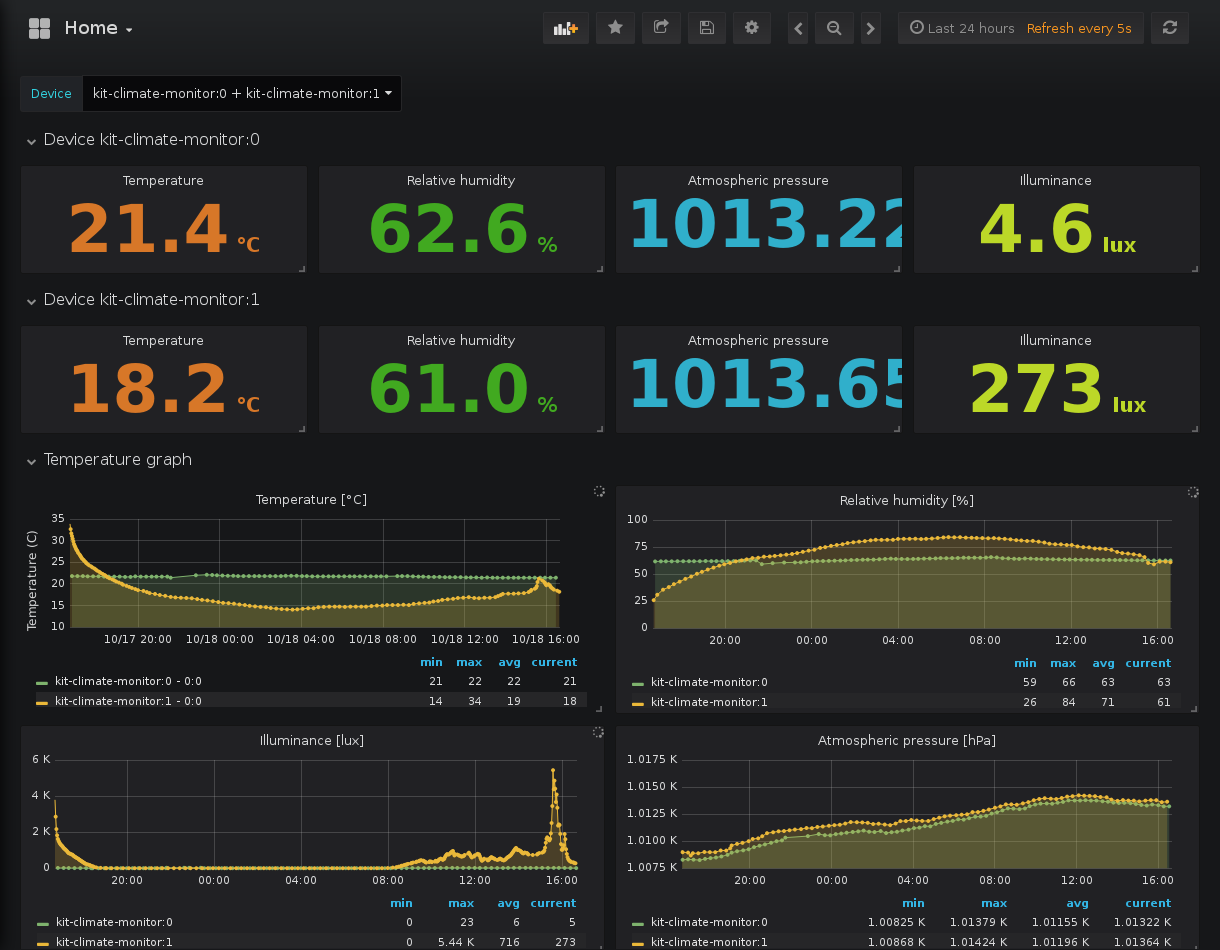 Home
Last 24 hours Refresh every 5s
Device kit-climate-monitor:0 + kit-climate-monitor:1
Device kit-climate-monitor:0
Temperature Relative humidity Atmospheric pressure Illuminance
21.4 °C 62.6 % 1013.22 4.6 lux
Device kit-climate-monitor:1
Temperature Relative humidity Atmospheric pressure Illuminance
18.2 °C 61.0 % 1013.65 273 lux
Temperature graph
Temperature [°C]
Temperature (C)
35
30
25
20
15
10
10/17 20:00 10/18 00:00 10/18 04:00 10/18 08:00 10/18 12:00 10/18 16:00
min max avg current
kit-climate-monitor:0 - 0:0 21 22 22 21
kit-climate-monitor:1 - 0:0 14 34 19 18
Relative humidity [%]
100
75
50
25
0
20:00 00:00 04:00 08:00 12:00 16:00
min max avg current
kit-climate-monitor:0 59 66 63 63
kit-climate-monitor:1 26 84 71 61
Illuminance [lux]
6 K
4 K
2 K
0
20:00 00:00 04:00 08:00 12:00 16:00
min max avg current
kit-climate-monitor:0 0 23 6 5
kit-climate-monitor:1 0 5.44 K 716 273
Atmospheric pressure [hPa]
1.0175 K
1.0150 K
1.0125 K
1.0100 K
1.0075 K
20:00 00:00 04:00 08:00 12:00 16:00
min max avg current
kit-climate-monitor:0 1.00825 K 1.01379 K 1.01155 K 1.01322 K
kit-climate-monitor:1 1.00868 K 1.01424 K 1.01196 K 1.01364 K